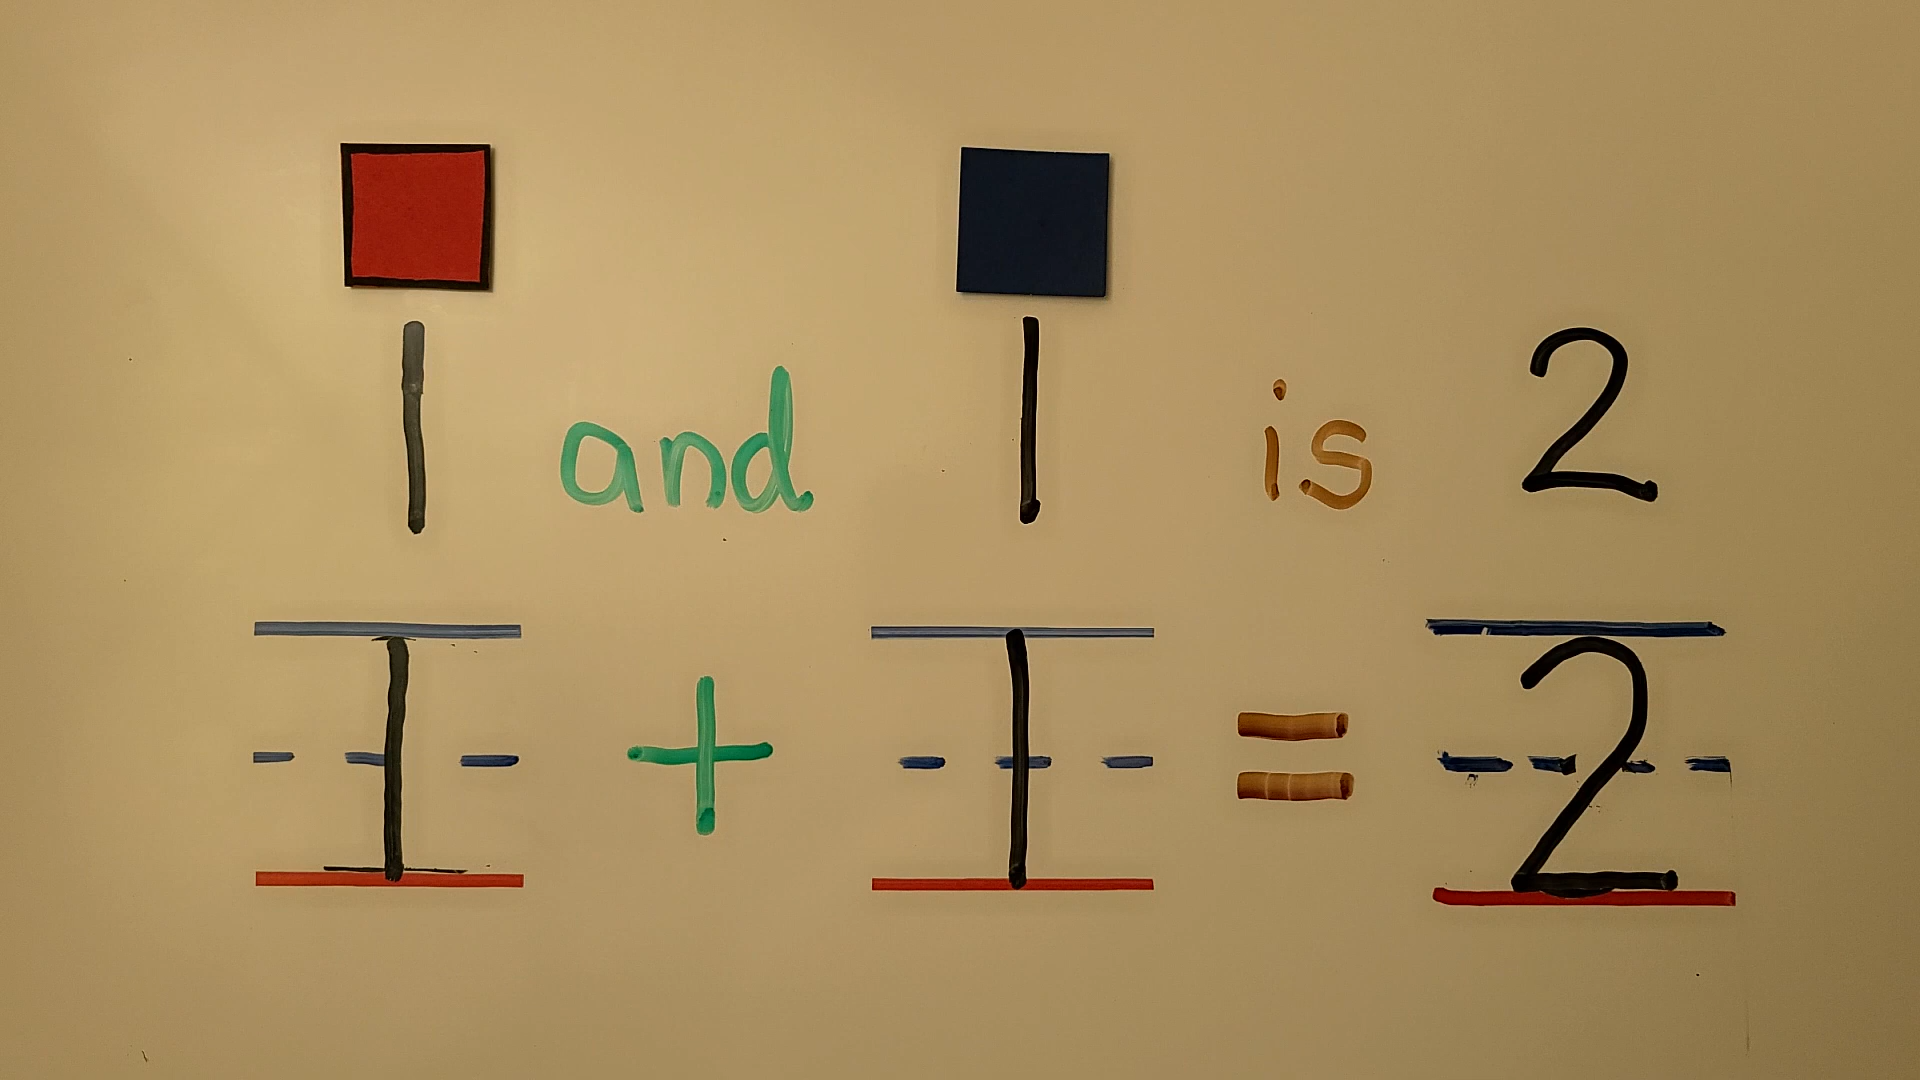 1 and 1 is 2
1 + 1 = 2